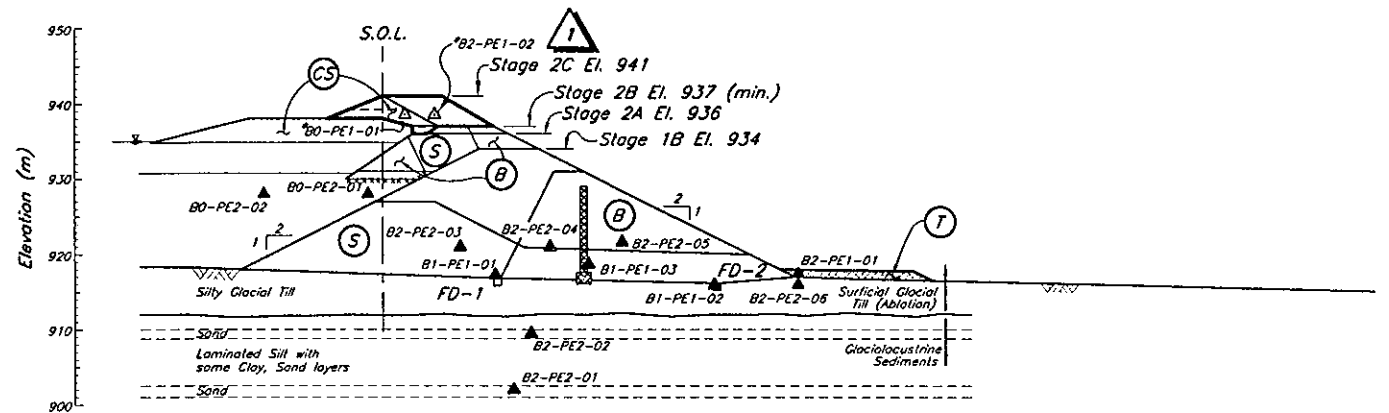 S.O.L.
*B2-PE1-02
1
Stage 2C El. 941
Stage 2B El. 937 (min.)
Stage 2A El. 936
Stage 1B El. 934
CS
*B0-PE1-01
S
B
B0-PE2-01
B0-PE2-02
2
1
S
B2-PE2-03
B2-PE2-04
B
B2-PE2-05
2
1
T
B1-PE1-01
B1-PE1-03
FD-1
FD-2
B1-PE1-02
B2-PE1-01
B2-PE2-06
Silty Glacial Till
Surficial Glacial
Till (Ablation)
Sand
B2-PE2-02
Laminated Silt with
some Clay, Sand layers
Glaciolacustrine
Sediments
B2-PE2-01
Sand
Elevation (m)
950
940
930
920
910
900